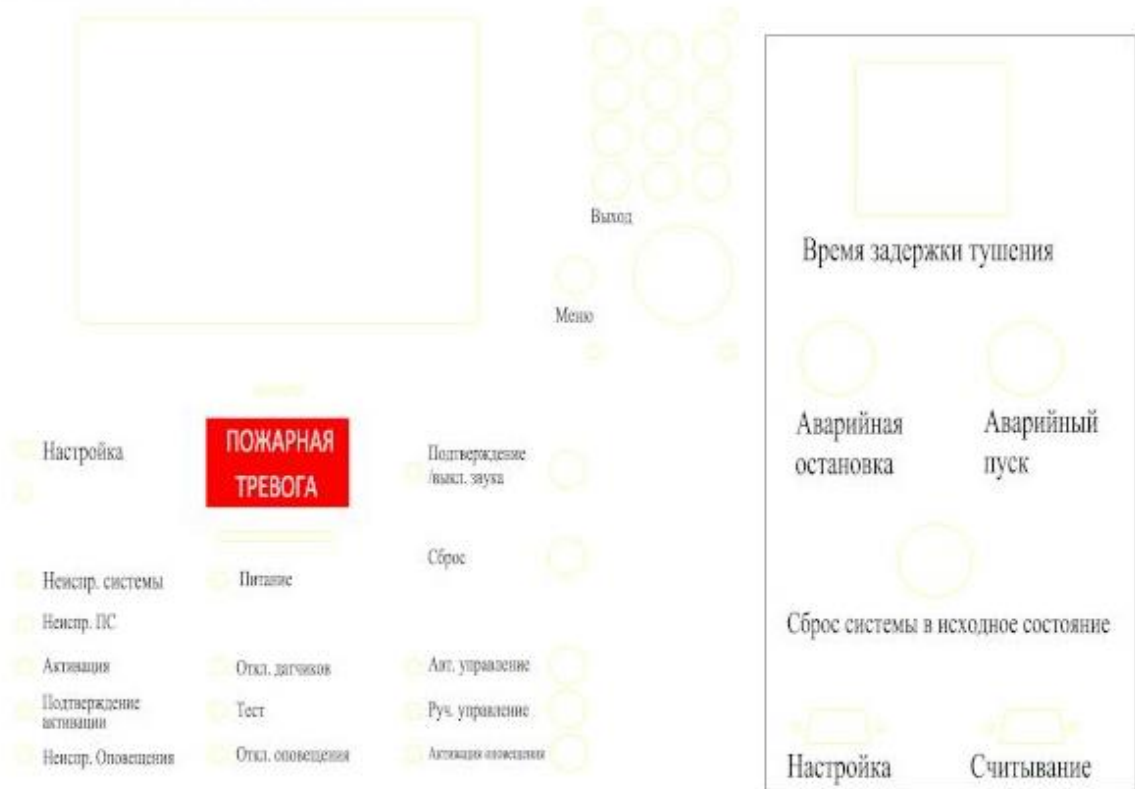 Выход
Меню
Настройка
ПОЖАРНАЯ
ТРЕВОГА
Подтверждение
/выкл. звука
Сброс
Неиспр. системы
Питание
Неиспр. ПС
Активация
Откл. датчиков
Авт. управление
Подтверждение
активации
Тест
Руч. управление
Неиспр. Оповещения
Откл. оповещения
Активация оповещения
Время задержки тушения
Аварийная
остановка
Аварийный
пуск
Сброс системы в исходное состояние
Настройка
Считывание